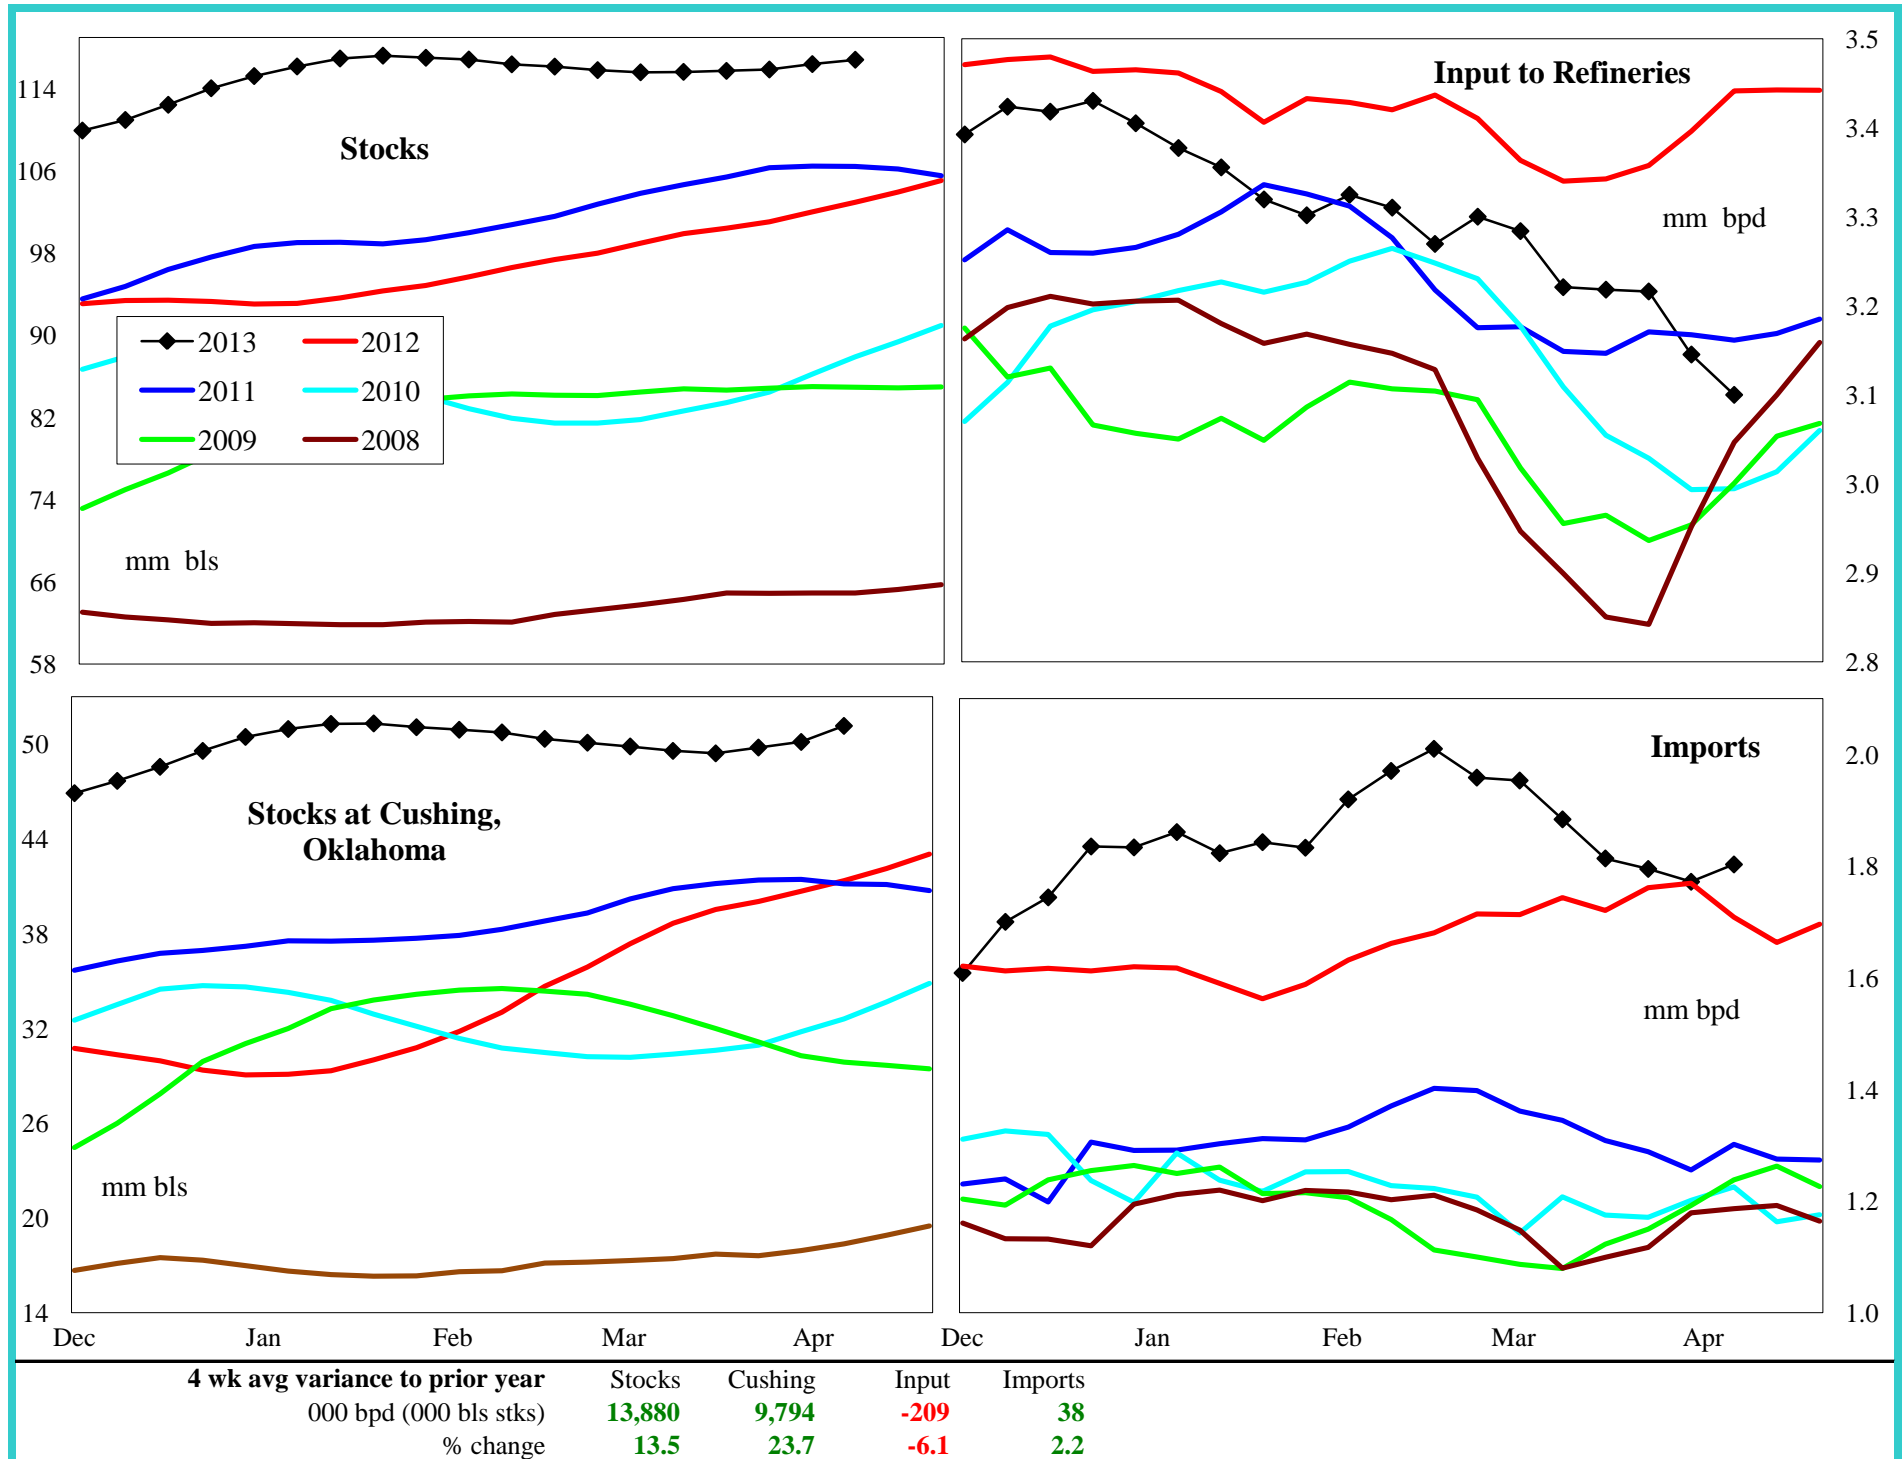 Stocks
114
106
98
90
82
74
66
58
2013
2012
2011
2010
2009
2008
mm bls
Input to Refineries
mm bpd
3.5
3.4
3.3
3.2
3.1
3.0
2.9
2.8
Stocks at Cushing,
Oklahoma
50
44
38
32
26
20
14
mm bls
Dec Jan Feb Mar Apr
Imports
mm bpd
2.0
1.8
1.6
1.4
1.2
1.0
Dec Jan Feb Mar Apr
4 wk avg variance to prior year Stocks Cushing Input Imports
000 bpd (000 bls stks) 13,880 9,794 -209 38
% change 13.5 23.7 -6.1 2.2